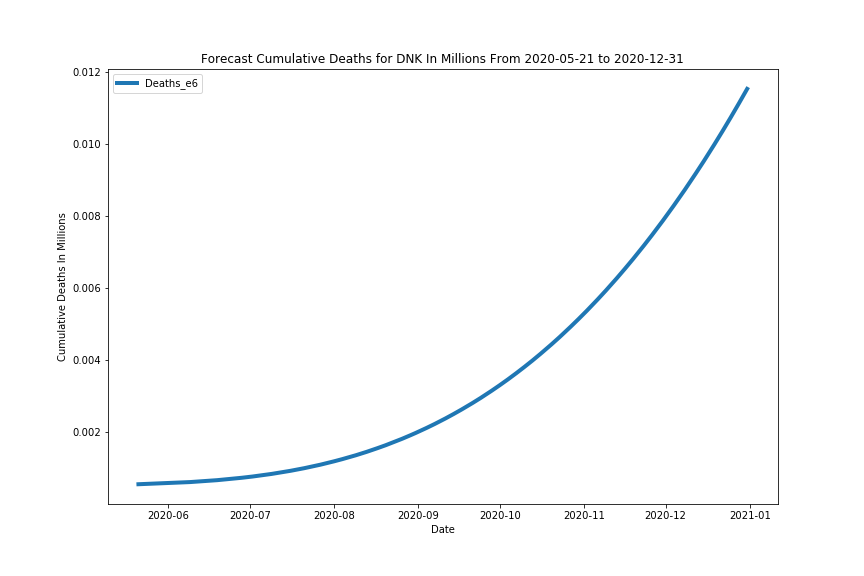 Forecast Cumulative Deaths for DNK In Millions From 2020-05-21 to 2020-12-31
Deaths_e6
Cumulative Deaths In Millions
0.012
0.010
0.008
0.006
0.004
0.002
2020-06 2020-07 2020-08 2020-09 2020-10 2020-11 2020-12 2021-01
Date